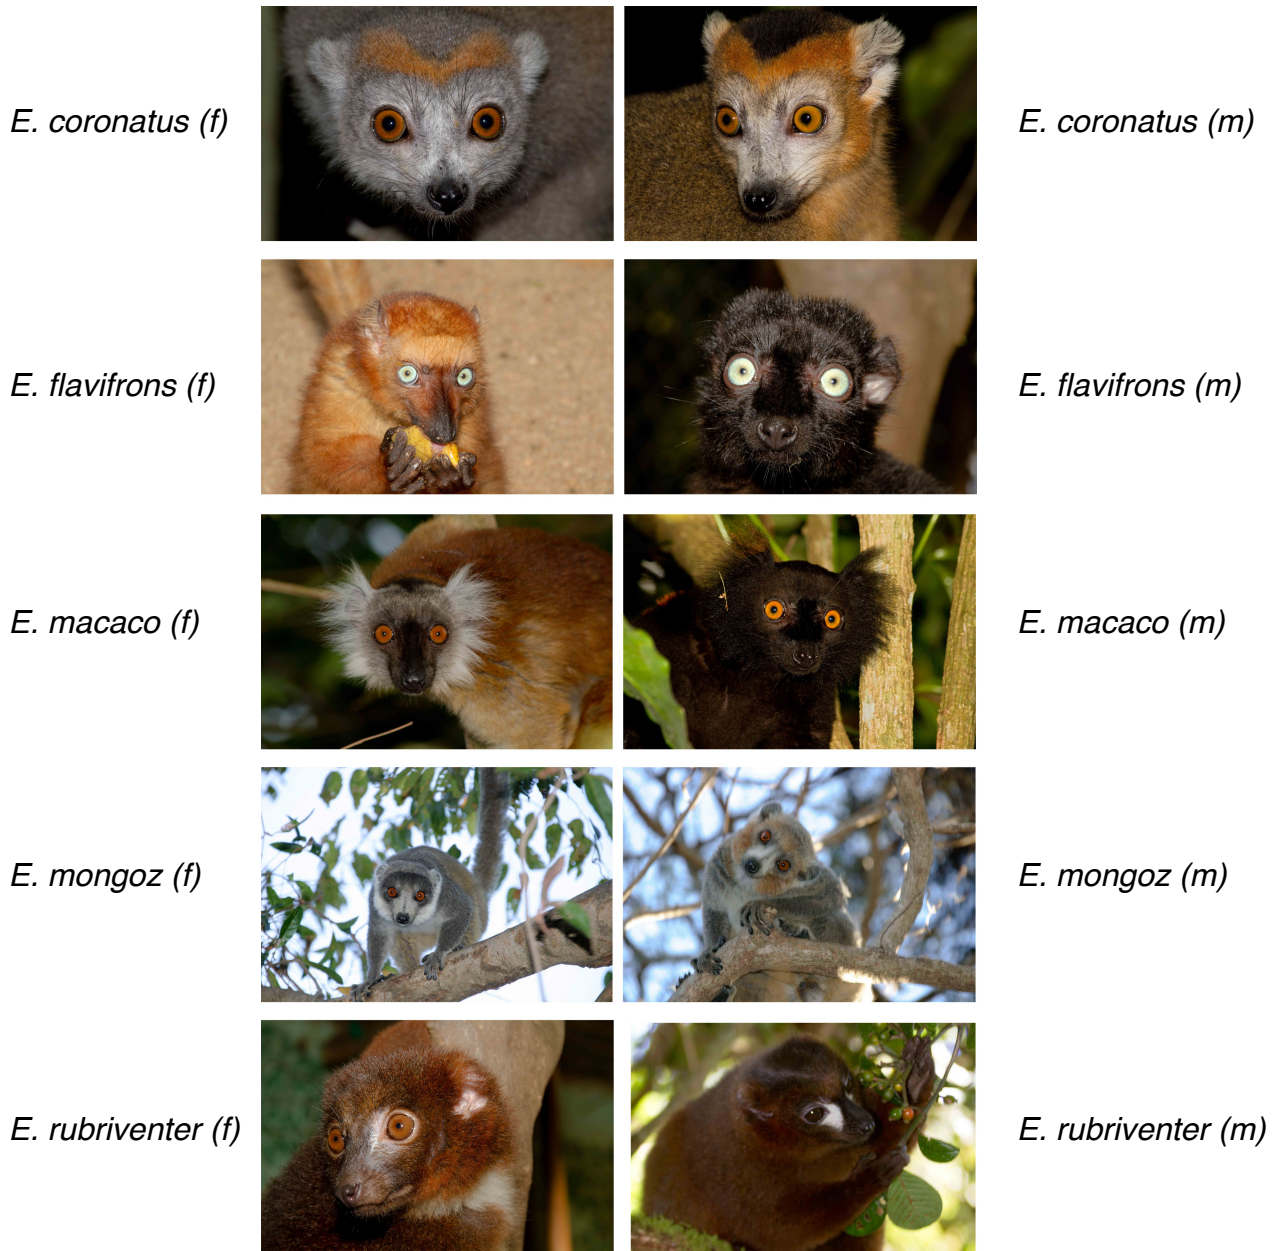 E. coronatus (f)
E. coronatus (m)
E. flavifrons (f)
E. flavifrons (m)
E. macaco (f)
E. macaco (m)
E. mongoz (f)
E. mongoz (m)
E. rubriventer (f)
E. rubriventer (m)